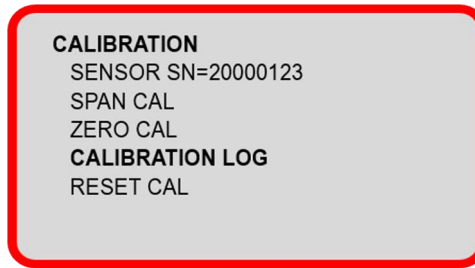 CALIBRATION
SENSOR SN=20000123
SPAN CAL
ZERO CAL
CALIBRATION LOG
RESET CAL